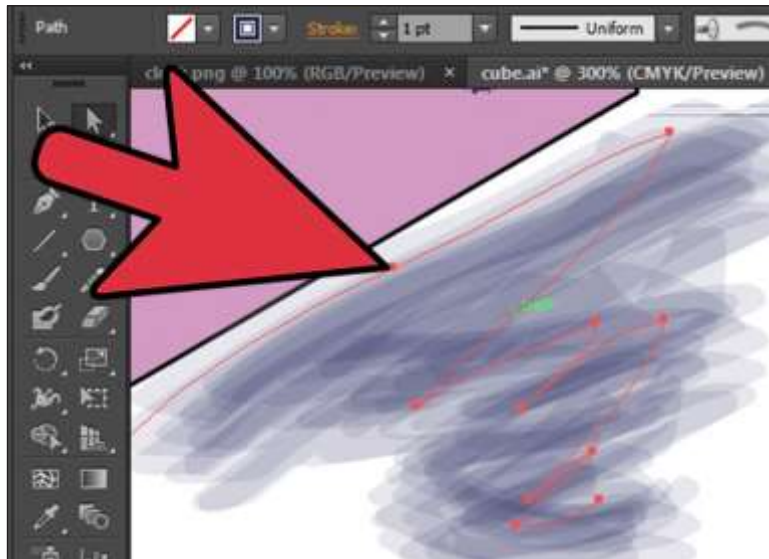 Path Stroke: 1 pt Uniform
.png @ 100% (RGB/Preview) × cube.ai* @ 300% (CMYK/Preview)